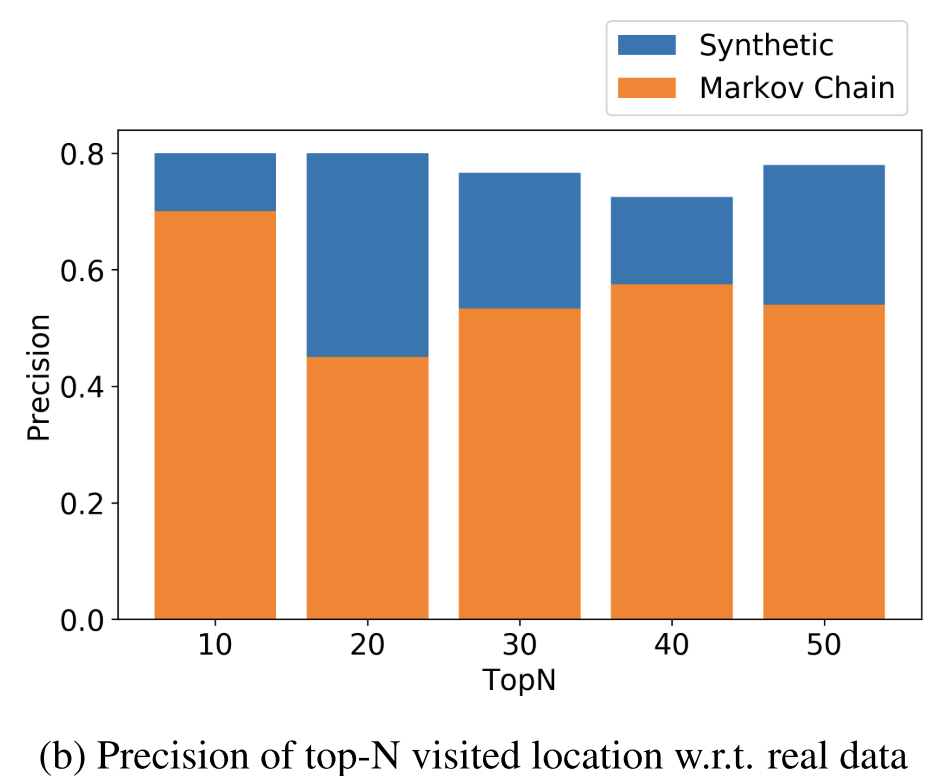 Synthetic
Markov Chain
0.8
0.6
0.4
0.2
0.0
Precision
10 20 30 40 50
TopN
(b) Precision of top-N visited location w.r.t. real data